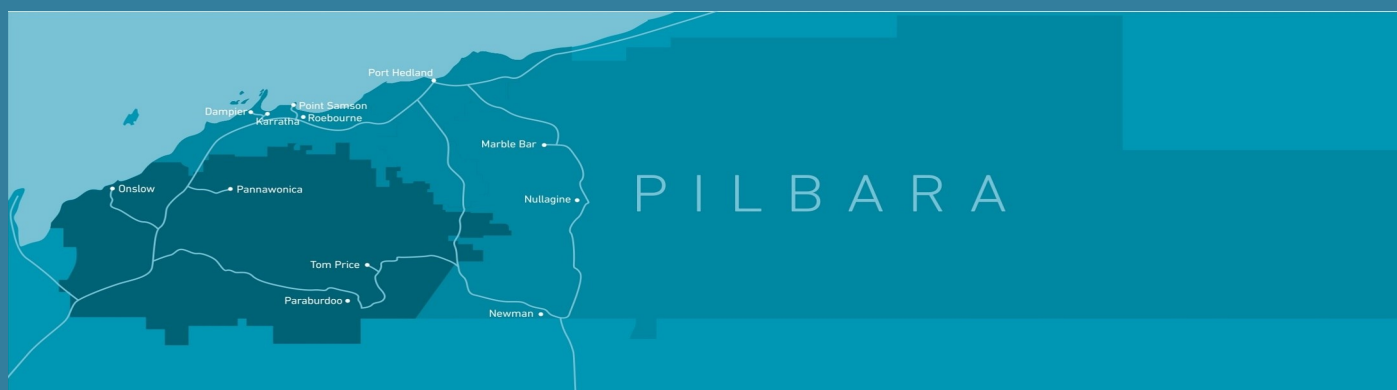 Port Hedland
Point Samson
Dampier
Karratha
Roebourne
Marble Bar
Onslow
Pannawonica
Nullagine
PILBARA
Tom Price
Paraburdoo
Newman